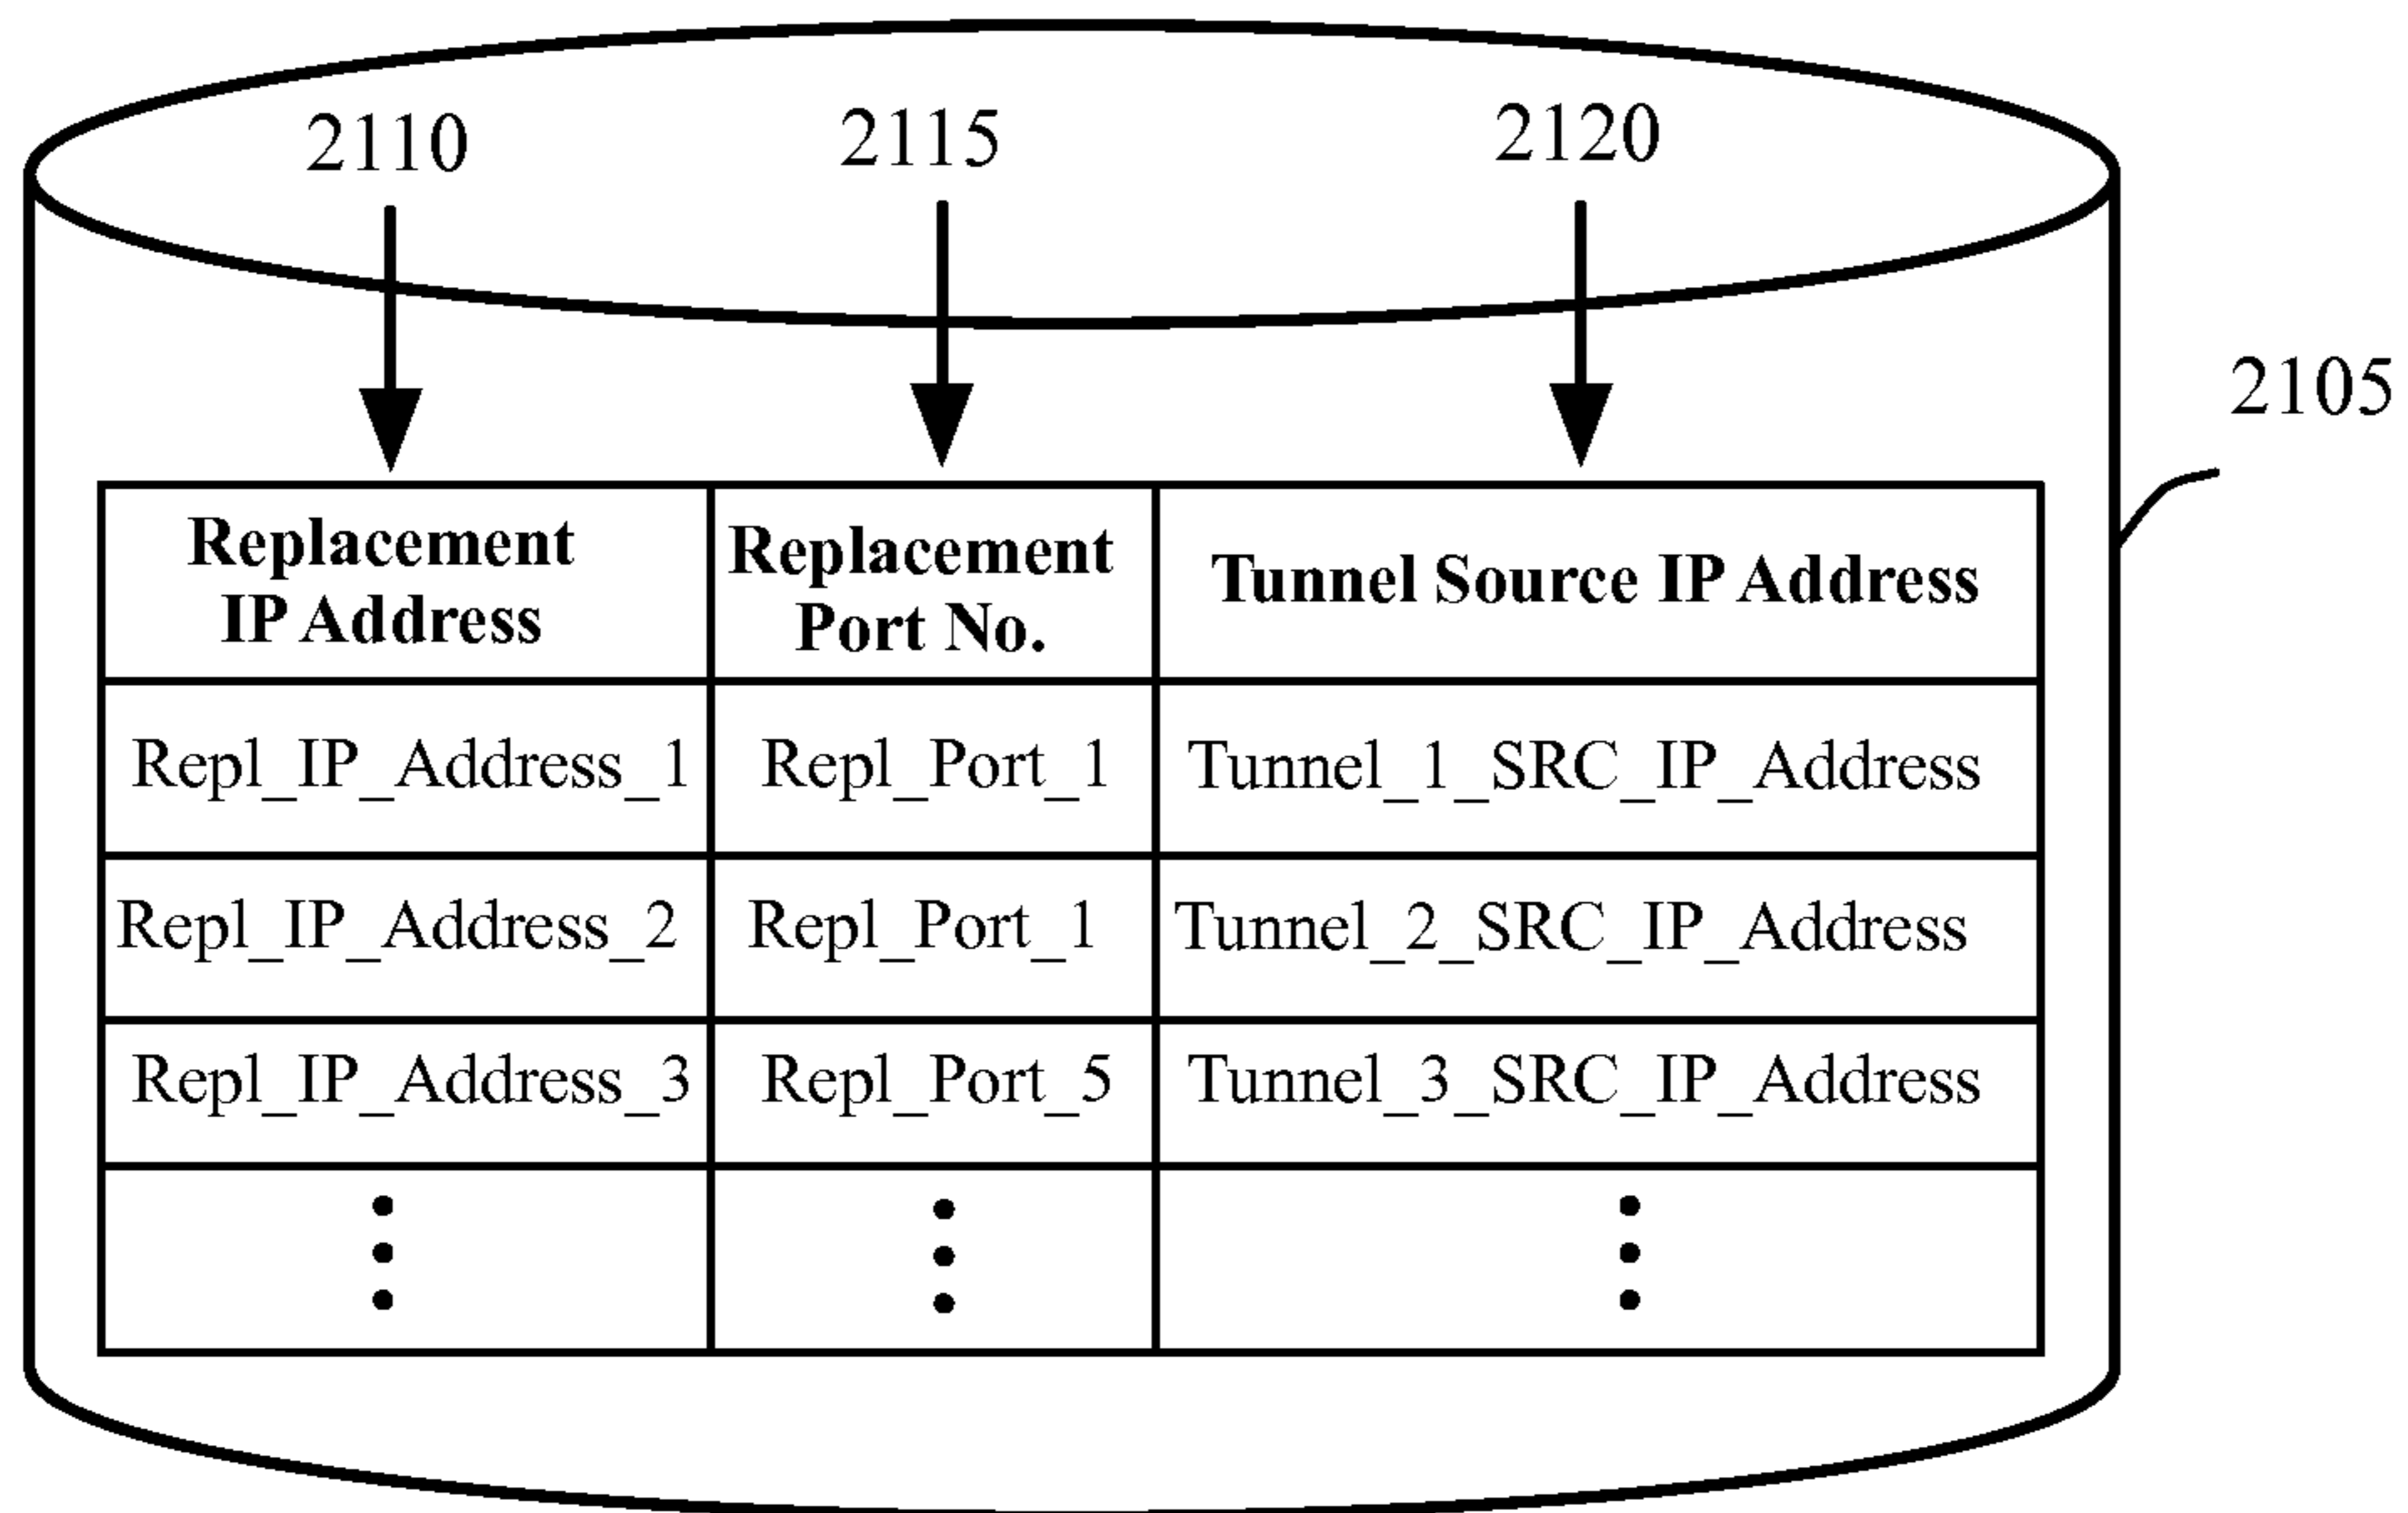 2110 2115 2120
2105
Replacement
IP Address
Replacement
Port No.
Tunnel Source IP Address
Repl_IP_Address_1 Repl_Port_1 Tunnel_1_SRC_IP_Address
Repl_IP_Address_2 Repl_Port_1 Tunnel_2_SRC_IP_Address
Repl_IP_Address_3 Repl_Port_5 Tunnel_3_SRC_IP_Address